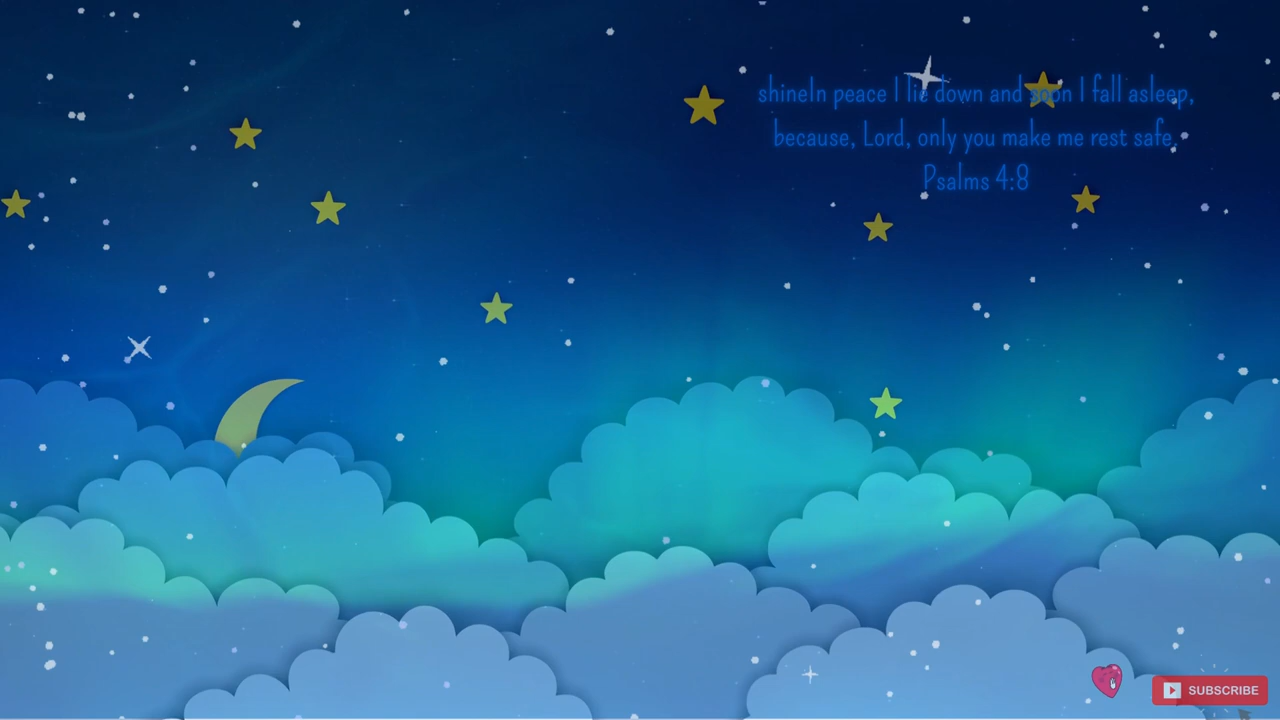 shineIn peace I lie down and soon I fall asleep,
because, Lord, only you make me rest safe.
Psalms 4:8
SUBSCRIBE